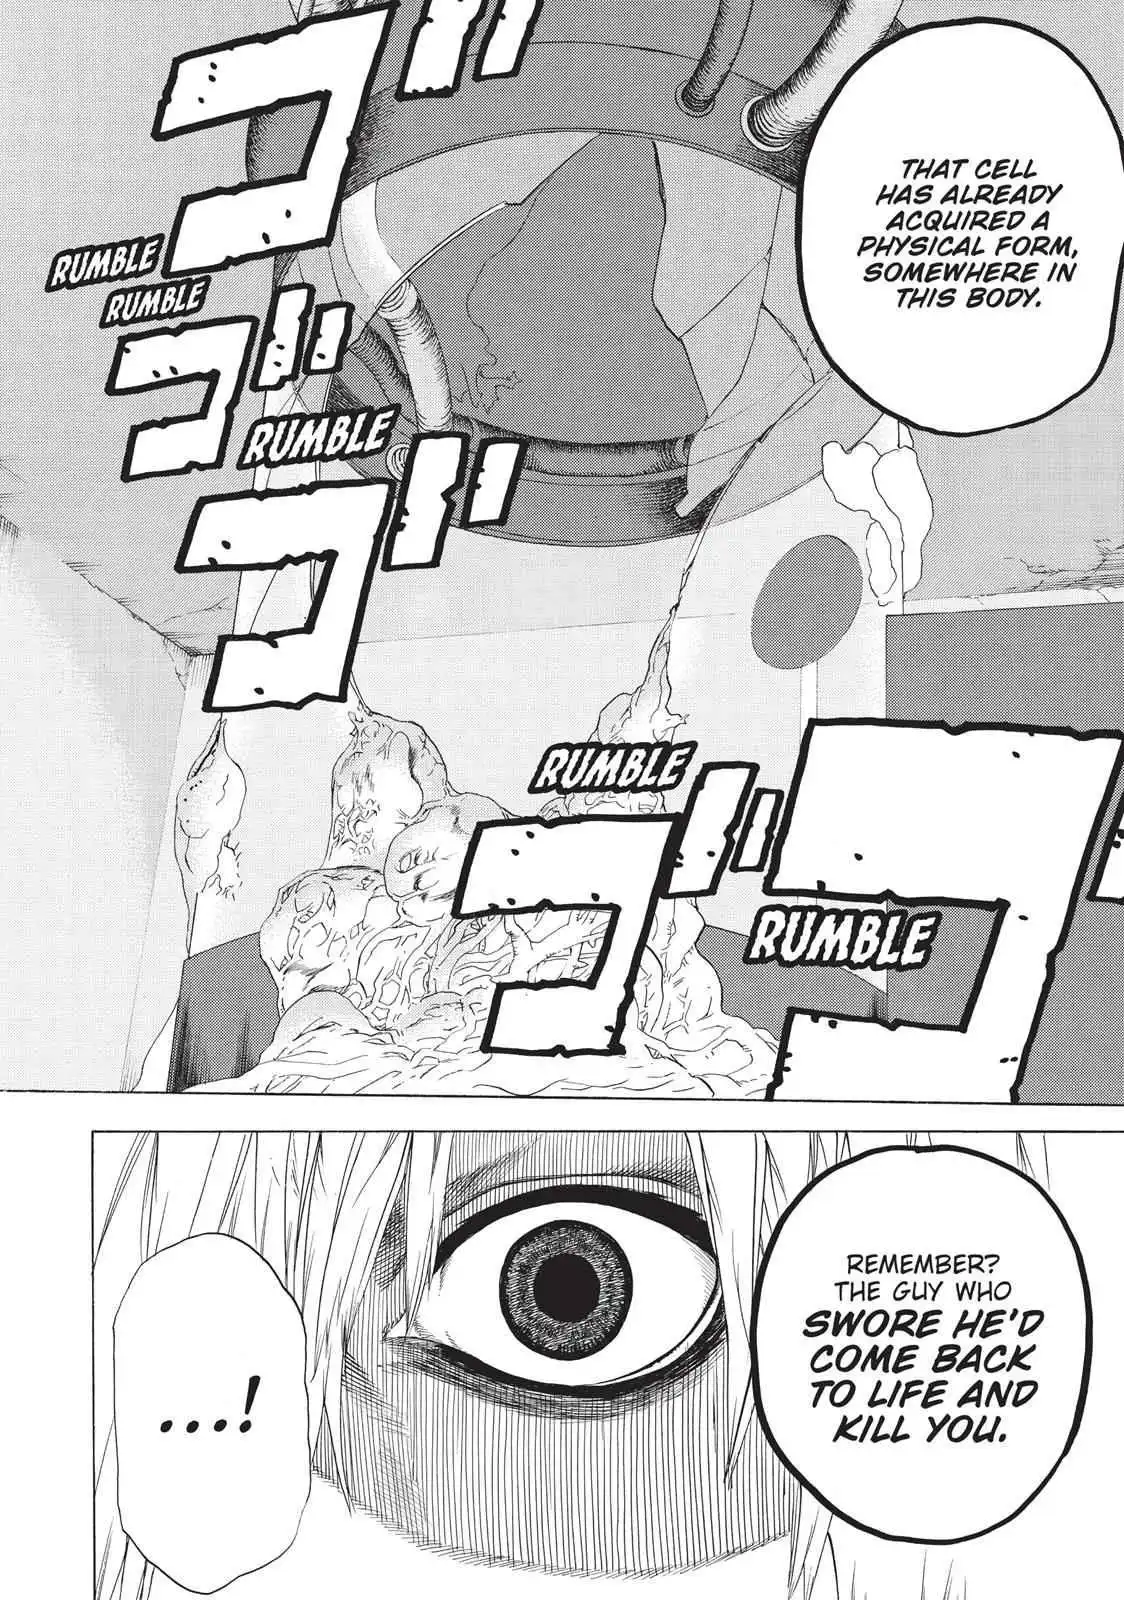 THAT CELL
HAS ALREADY
ACQUIRED A
PHYSICAL FORM,
SOMEWHERE IN
THIS BODY.
ゴ
RUMBLE
RUMBLE
ゴ
RUMBLE
ゴ
RUMBLE
ゴ
RUMBLE
ゴ
REMEMBER?
THE GUY WHO
SWORE HE'D
COME BACK
TO LIFE AND
KILL YOU.
...!